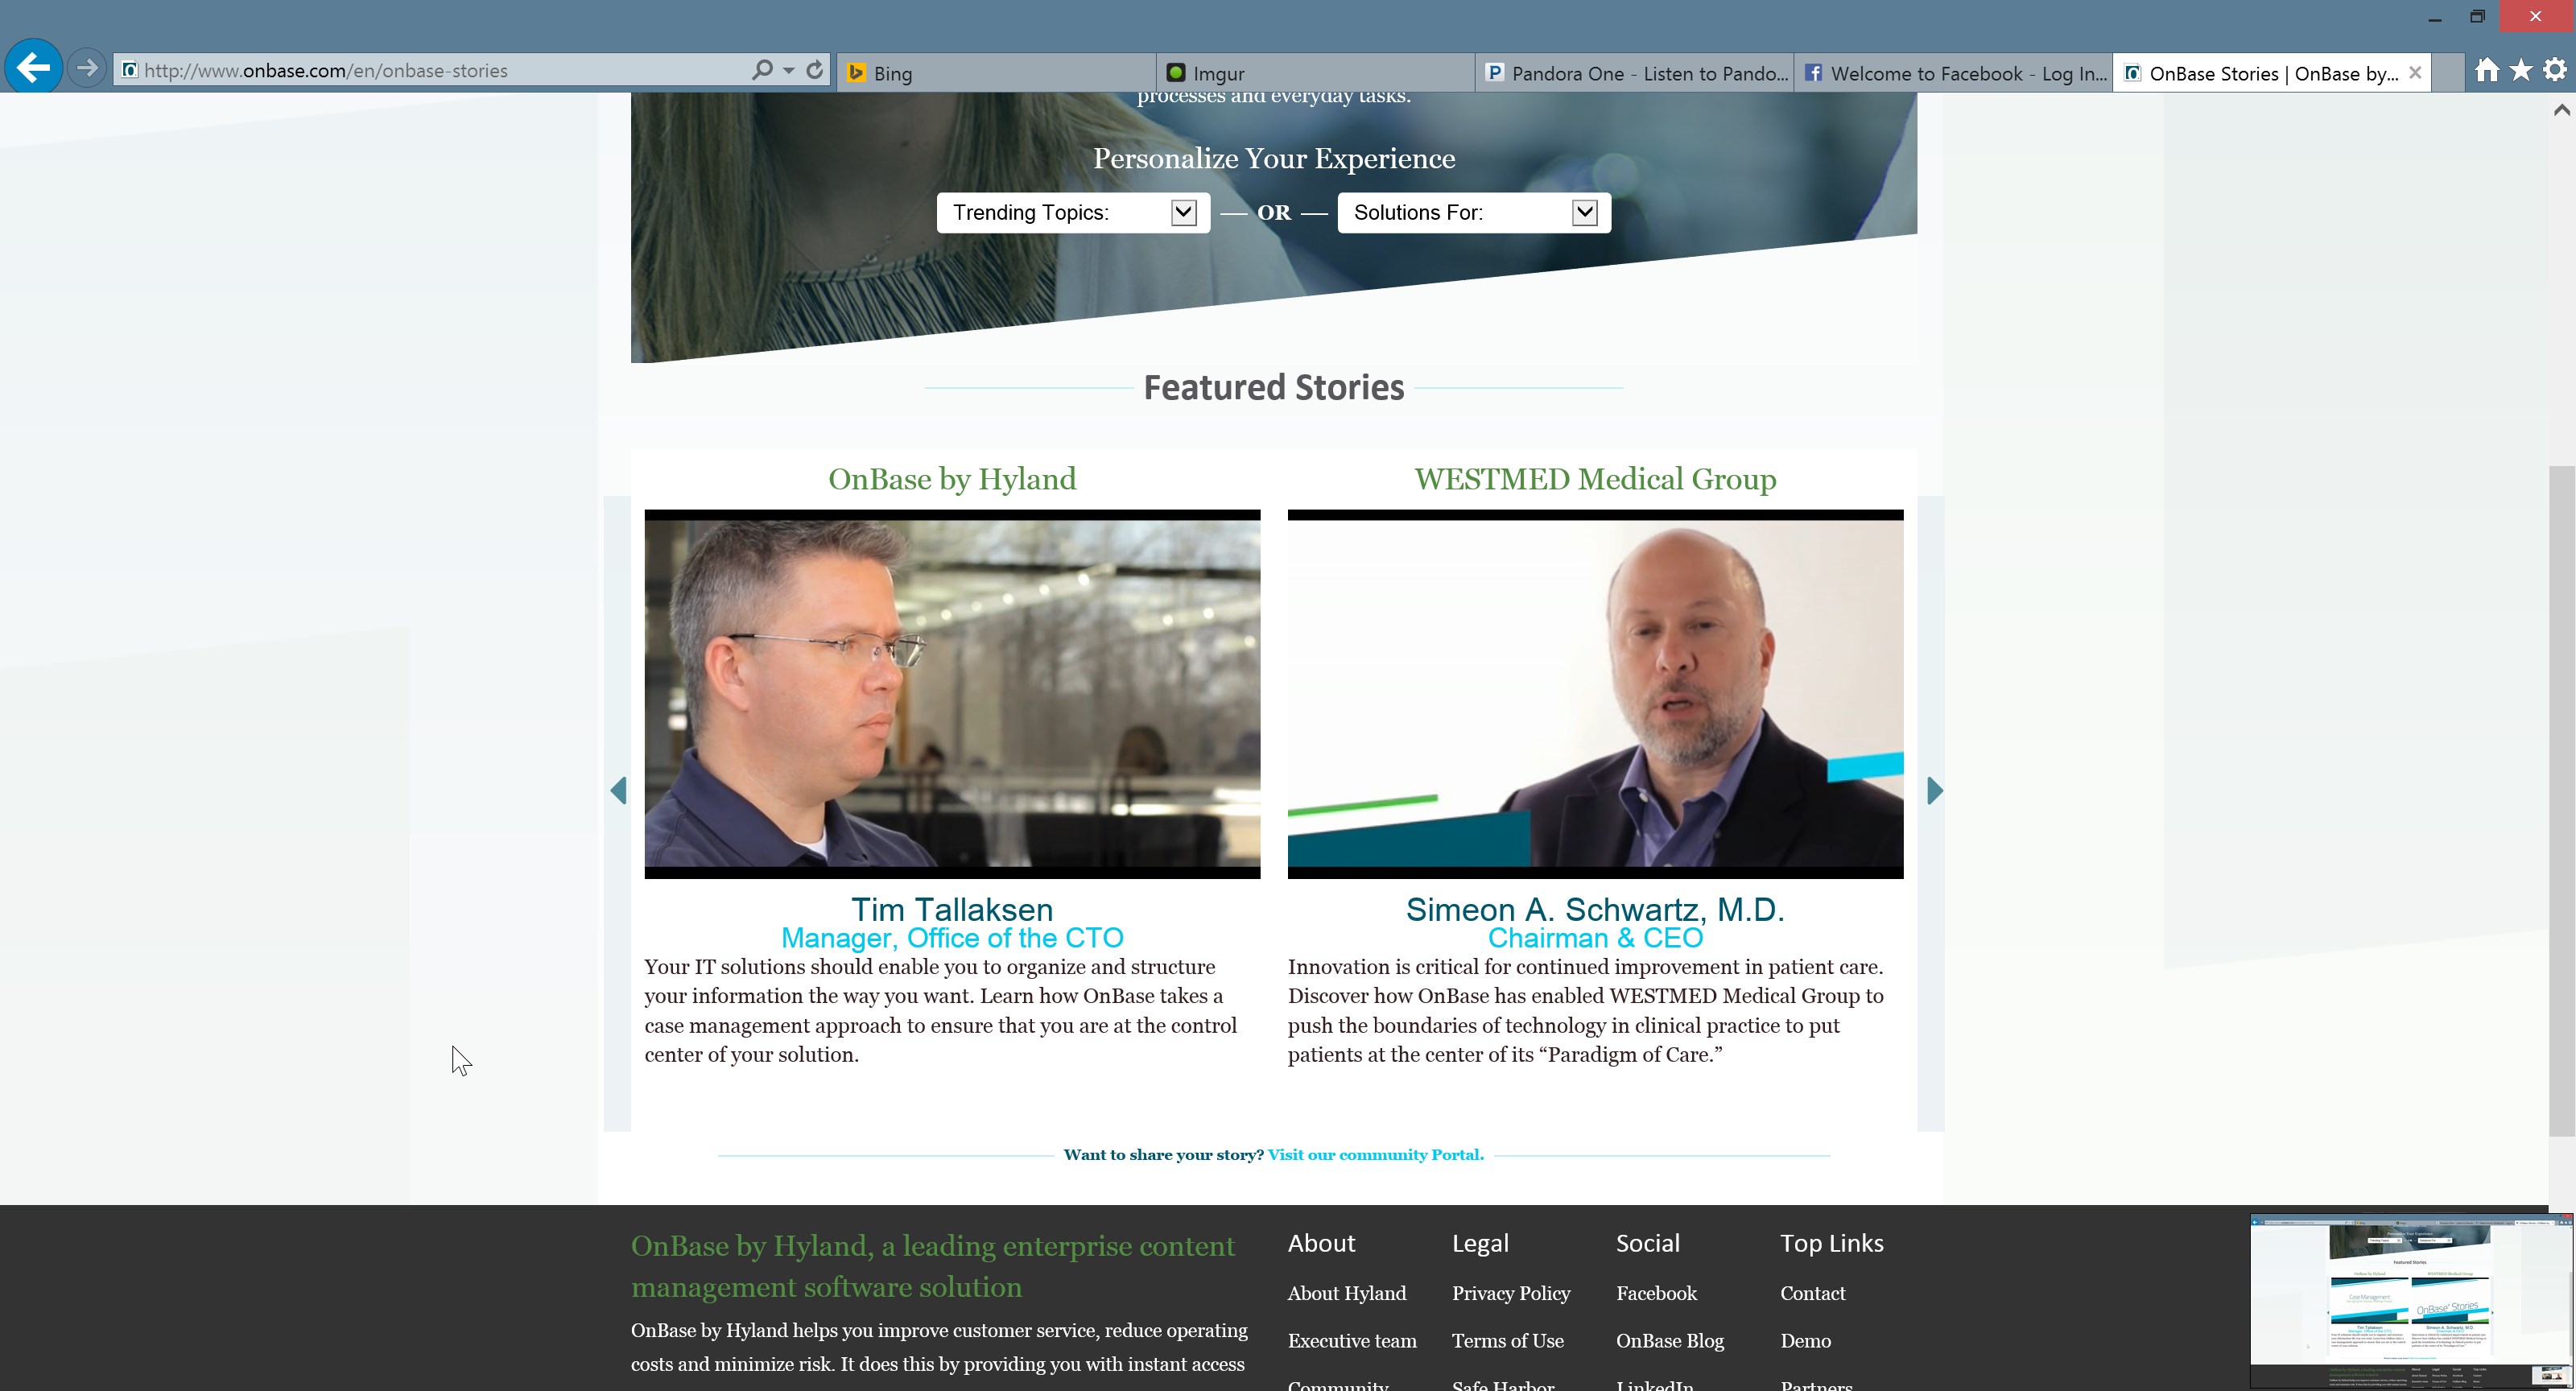 http://www.onbase.com/en/onbase-stories
Bing
Imgur
Pandora One - Listen to Pando...
Welcome to Facebook - Log In...
OnBase Stories | OnBase by...
processes and everyday tasks.
Personalize Your Experience
Trending Topics:
OR
Solutions For:
Featured Stories
OnBase by Hyland
WESTMED Medical Group
Tim Tallaksen
Manager, Office of the CTO
Your IT solutions should enable you to organize and structure
your information the way you want. Learn how OnBase takes a
case management approach to ensure that you are at the control
center of your solution.
Simeon A. Schwartz, M.D.
Chairman & CEO
Innovation is critical for continued improvement in patient care.
Discover how OnBase has enabled WESTMED Medical Group to
push the boundaries of technology in clinical practice to put
patients at the center of its “Paradigm of Care.”
Want to share your story? Visit our community Portal.
OnBase by Hyland, a leading enterprise content
management software solution
OnBase by Hyland helps you improve customer service, reduce operating
costs and minimize risk. It does this by providing you with instant access
About
About Hyland
Executive team
Community
Legal
Privacy Policy
Terms of Use
Safe Harbor
Social
Facebook
OnBase Blog
LinkedIn
Top Links
Contact
Demo
Partners
Featured Stories
Case Management
OnBase Stories